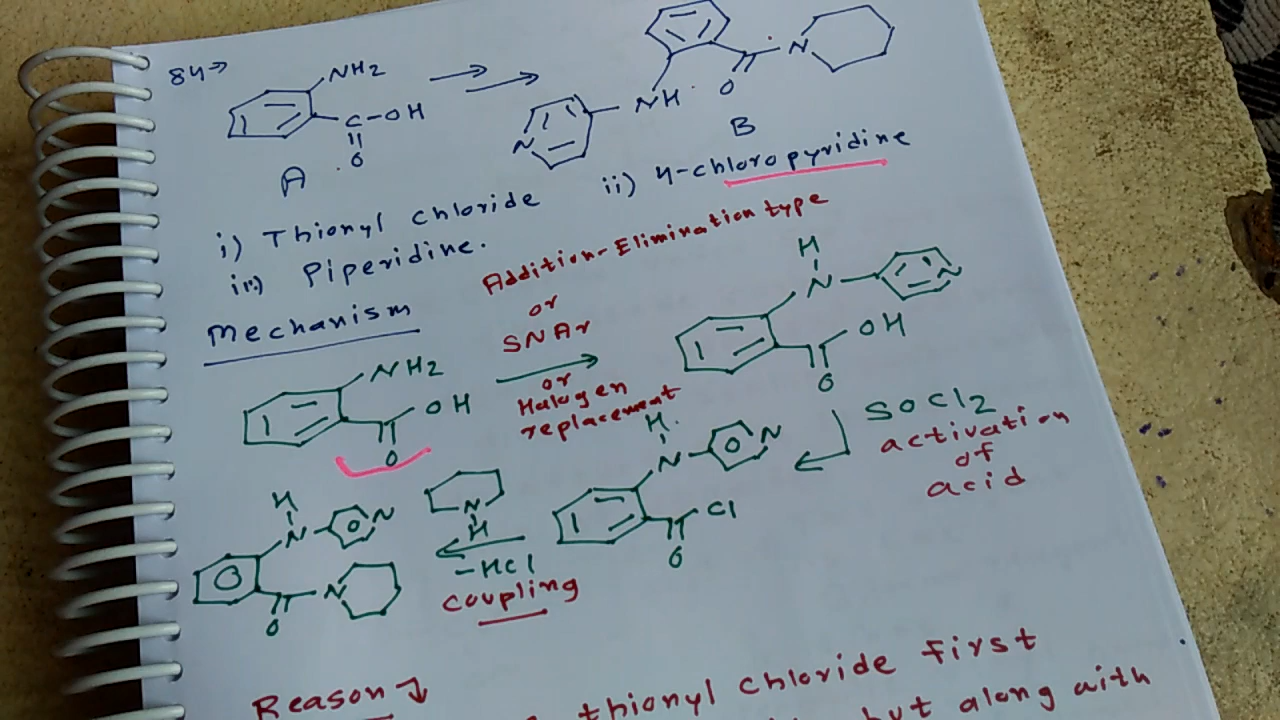 84→
NH2
C-OH
O
A
N
O
NH
N
B
i) Thionyl chloride ii) 4-chloropyridine
iii) Piperidine.
Mechanism
Addition-Elimination type
or
SNAr
or
Halogen
replacement
NH2
OH
O
H
N
N
OH
O
SOCl2
activation
of
acid
H
N
N
Cl
O
N
H
-HCl
coupling
H
N
N
N
O
Reason ↓
thionyl chloride first
but along with